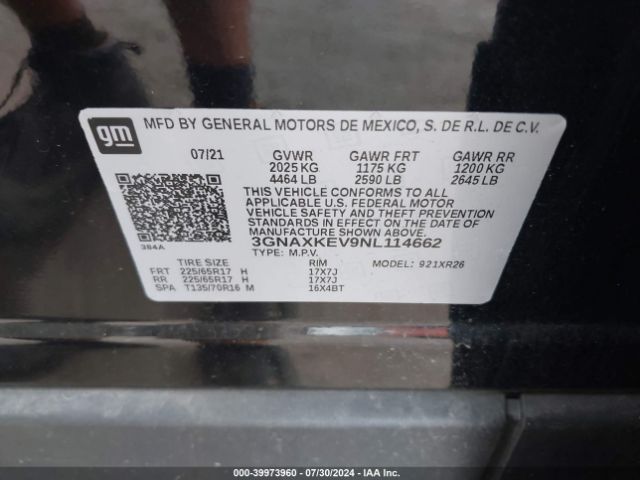 gm
MFD BY GENERAL MOTORS DE MEXICO, S. DE R.L. DE C.V.
07/21 GVWR GAWR FRT GAWR RR
2025 KG 1175 KG 1200 KG
4464 LB 2590 LB 2645 LB
THIS VEHICLE CONFORMS TO ALL
APPLICABLE U.S. FEDERAL MOTOR
VEHICLE SAFETY AND THEFT PREVENTION
STANDARDS IN EFFECT ON THE DATE OF
MANUFACTURE SHOWN ABOVE.
3GNAXKEV9NL114662
384A TYPE: M.P.V. MODEL: 921XR26
TIRE SIZE RIM
FRT 225/65R17 H 17X7J
RR 225/65R17 H 17X7J
SPA T135/70R16 M 16X4BT
000-39973960 - 07/30/2024 - IAA Inc.